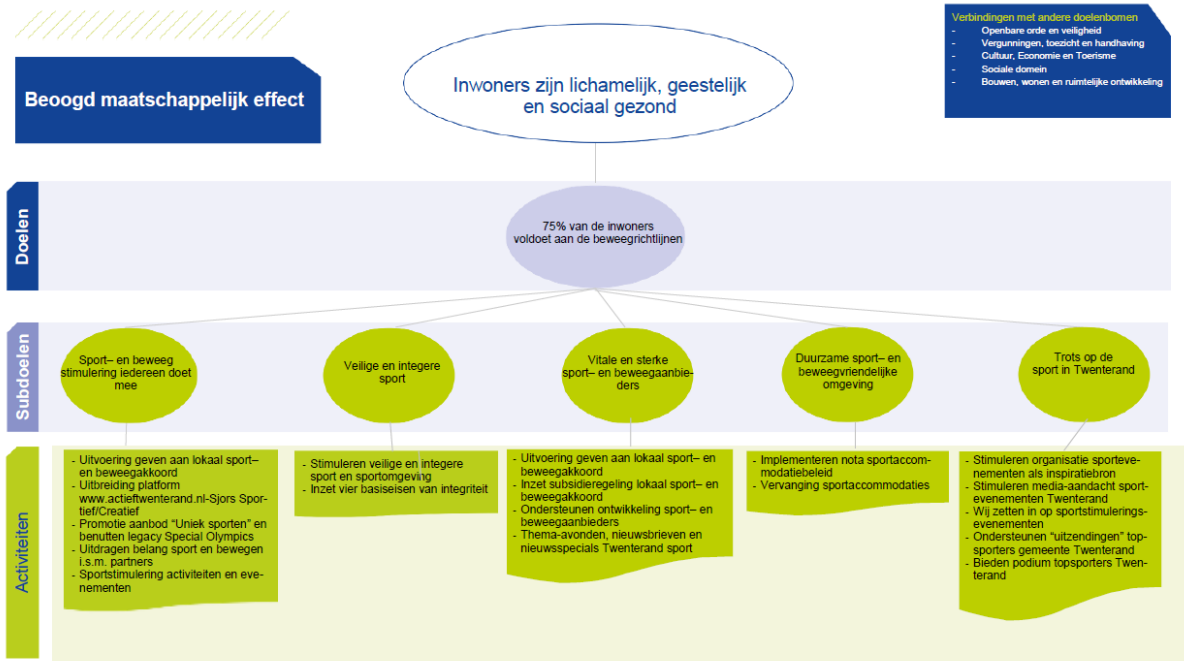 Beoogd maatschappelijk effect
Inwoners zijn lichamelijk, geestelijk
en sociaal gezond
Verbindingen met andere doelenbomen
- Openbare orde en veiligheid
- Vergunningen, toezicht en handhaving
- Cultuur, Economie en Toerisme
- Sociale domein
- Bouwen, wonen en ruimtelijke ontwikkeling
Doelen
75% van de inwoners
voldoet aan de beweegrichtlijnen
Subdoelen
Sport– en beweeg
stimulering iedereen doet
mee
Veilige en integere
sport
Vitale en sterke
sport– en beweegaanbie-
ders
Duurzame sport– en
beweegvriendelijke
omgeving
Trots op de
sport in Twenterand
Activiteiten
- Uitvoering geven aan lokaal sport–
en beweegakkoord
- Uitbreiding platform
www.actieftwenterand.nl-Sjors Spor-
tief/Creatief
- Promotie aanbod “Uniek sporten” en
benutten legacy Special Olympics
- Uitdragen belang sport en bewegen
i.s.m. partners
- Sportstimulering activiteiten en eve-
nementen
- Stimuleren veilige en integere
sport en sportomgeving
- Inzet vier basiseisen van integriteit
- Uitvoering geven aan lokaal sport– en
beweegakkoord
- Inzet subsidieregeling lokaal sport– en
beweegakkoord
- Ondersteunen ontwikkeling sport– en
beweegaanbieders
- Thema-avonden, nieuwsbrieven en
nieuwsspecials Twenterand sport
- Implementeren nota sportaccom-
modatiebeleid
- Vervanging sportaccommodaties
- Stimuleren organisatie sporteve-
nementen als inspiratiebron
- Stimuleren media-aandacht sport-
evenementen Twenterand
- Wij zetten in op sportstimulerings-
evenementen
- Ondersteunen “uitzendingen” top-
sporters gemeente Twenterand
- Bieden podium topsporters Twen-
terand